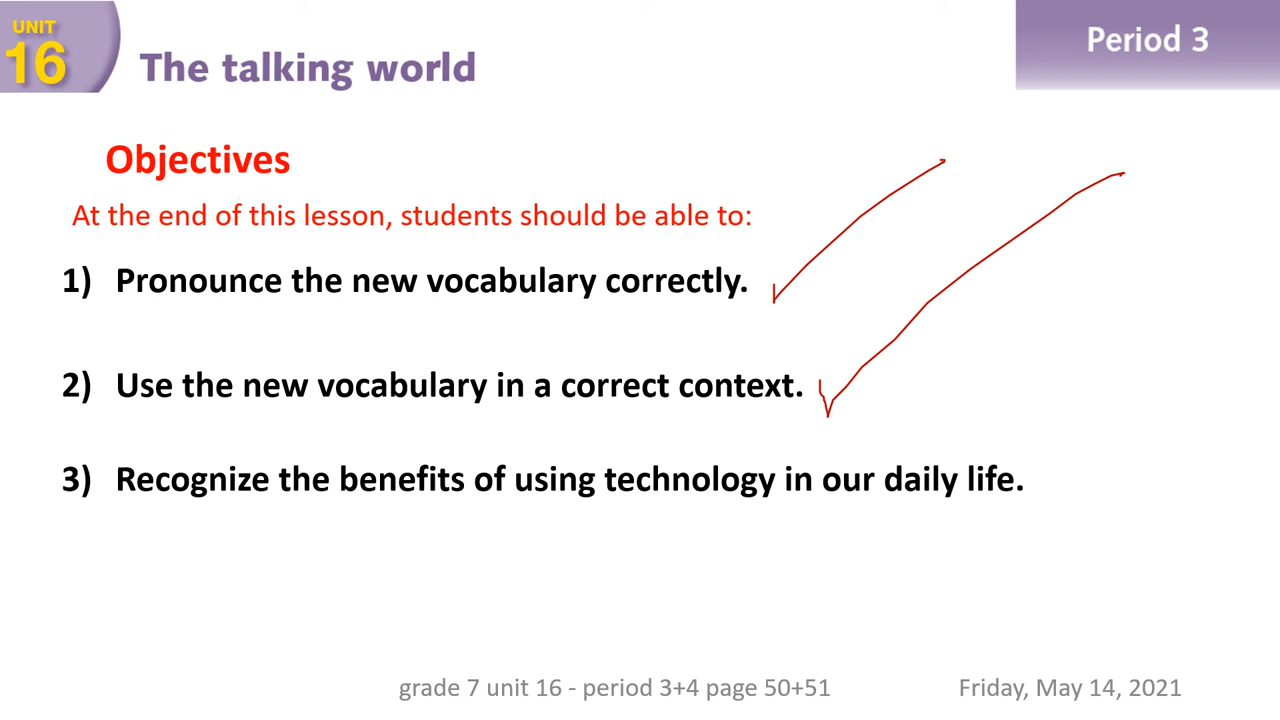 UNIT
16
The talking world
Period 3
Objectives
At the end of this lesson, students should be able to:
1) Pronounce the new vocabulary correctly.
2) Use the new vocabulary in a correct context.
3) Recognize the benefits of using technology in our daily life.
grade 7 unit 16 - period 3+4 page 50+51
Friday, May 14, 2021